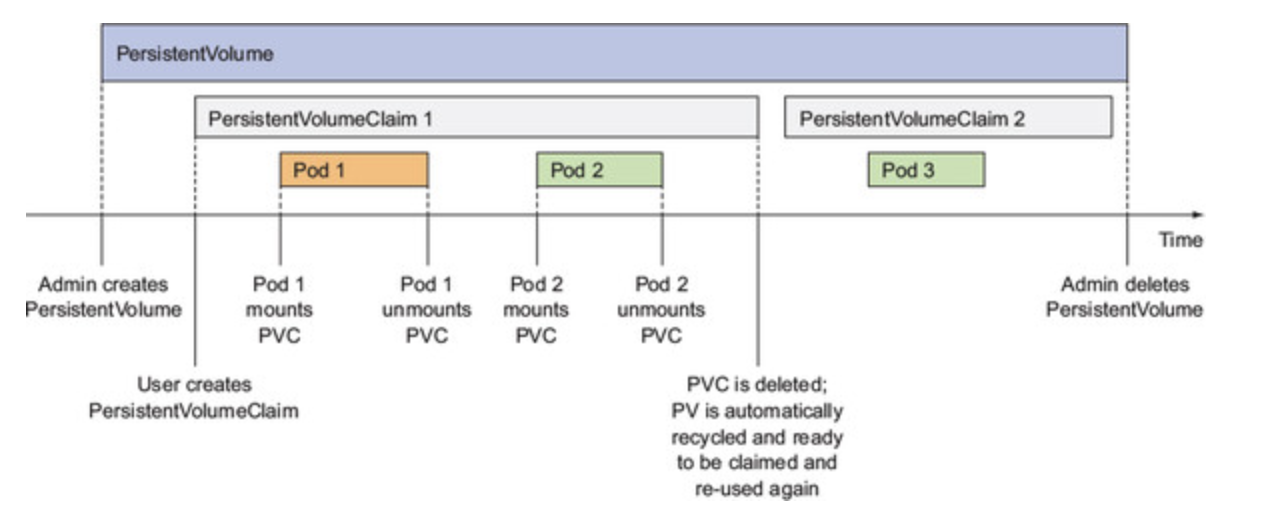 PersistentVolume
PersistentVolumeClaim 1
PersistentVolumeClaim 2
Pod 1
Pod 2
Pod 3
Time
Admin creates
PersistentVolume
Pod 1
mounts
PVC
Pod 1
unmounts
PVC
Pod 2
mounts
PVC
Pod 2
unmounts
PVC
Admin deletes
PersistentVolume
User creates
PersistentVolumeClaim
PVC is deleted;
PV is automatically
recycled and ready
to be claimed and
re-used again